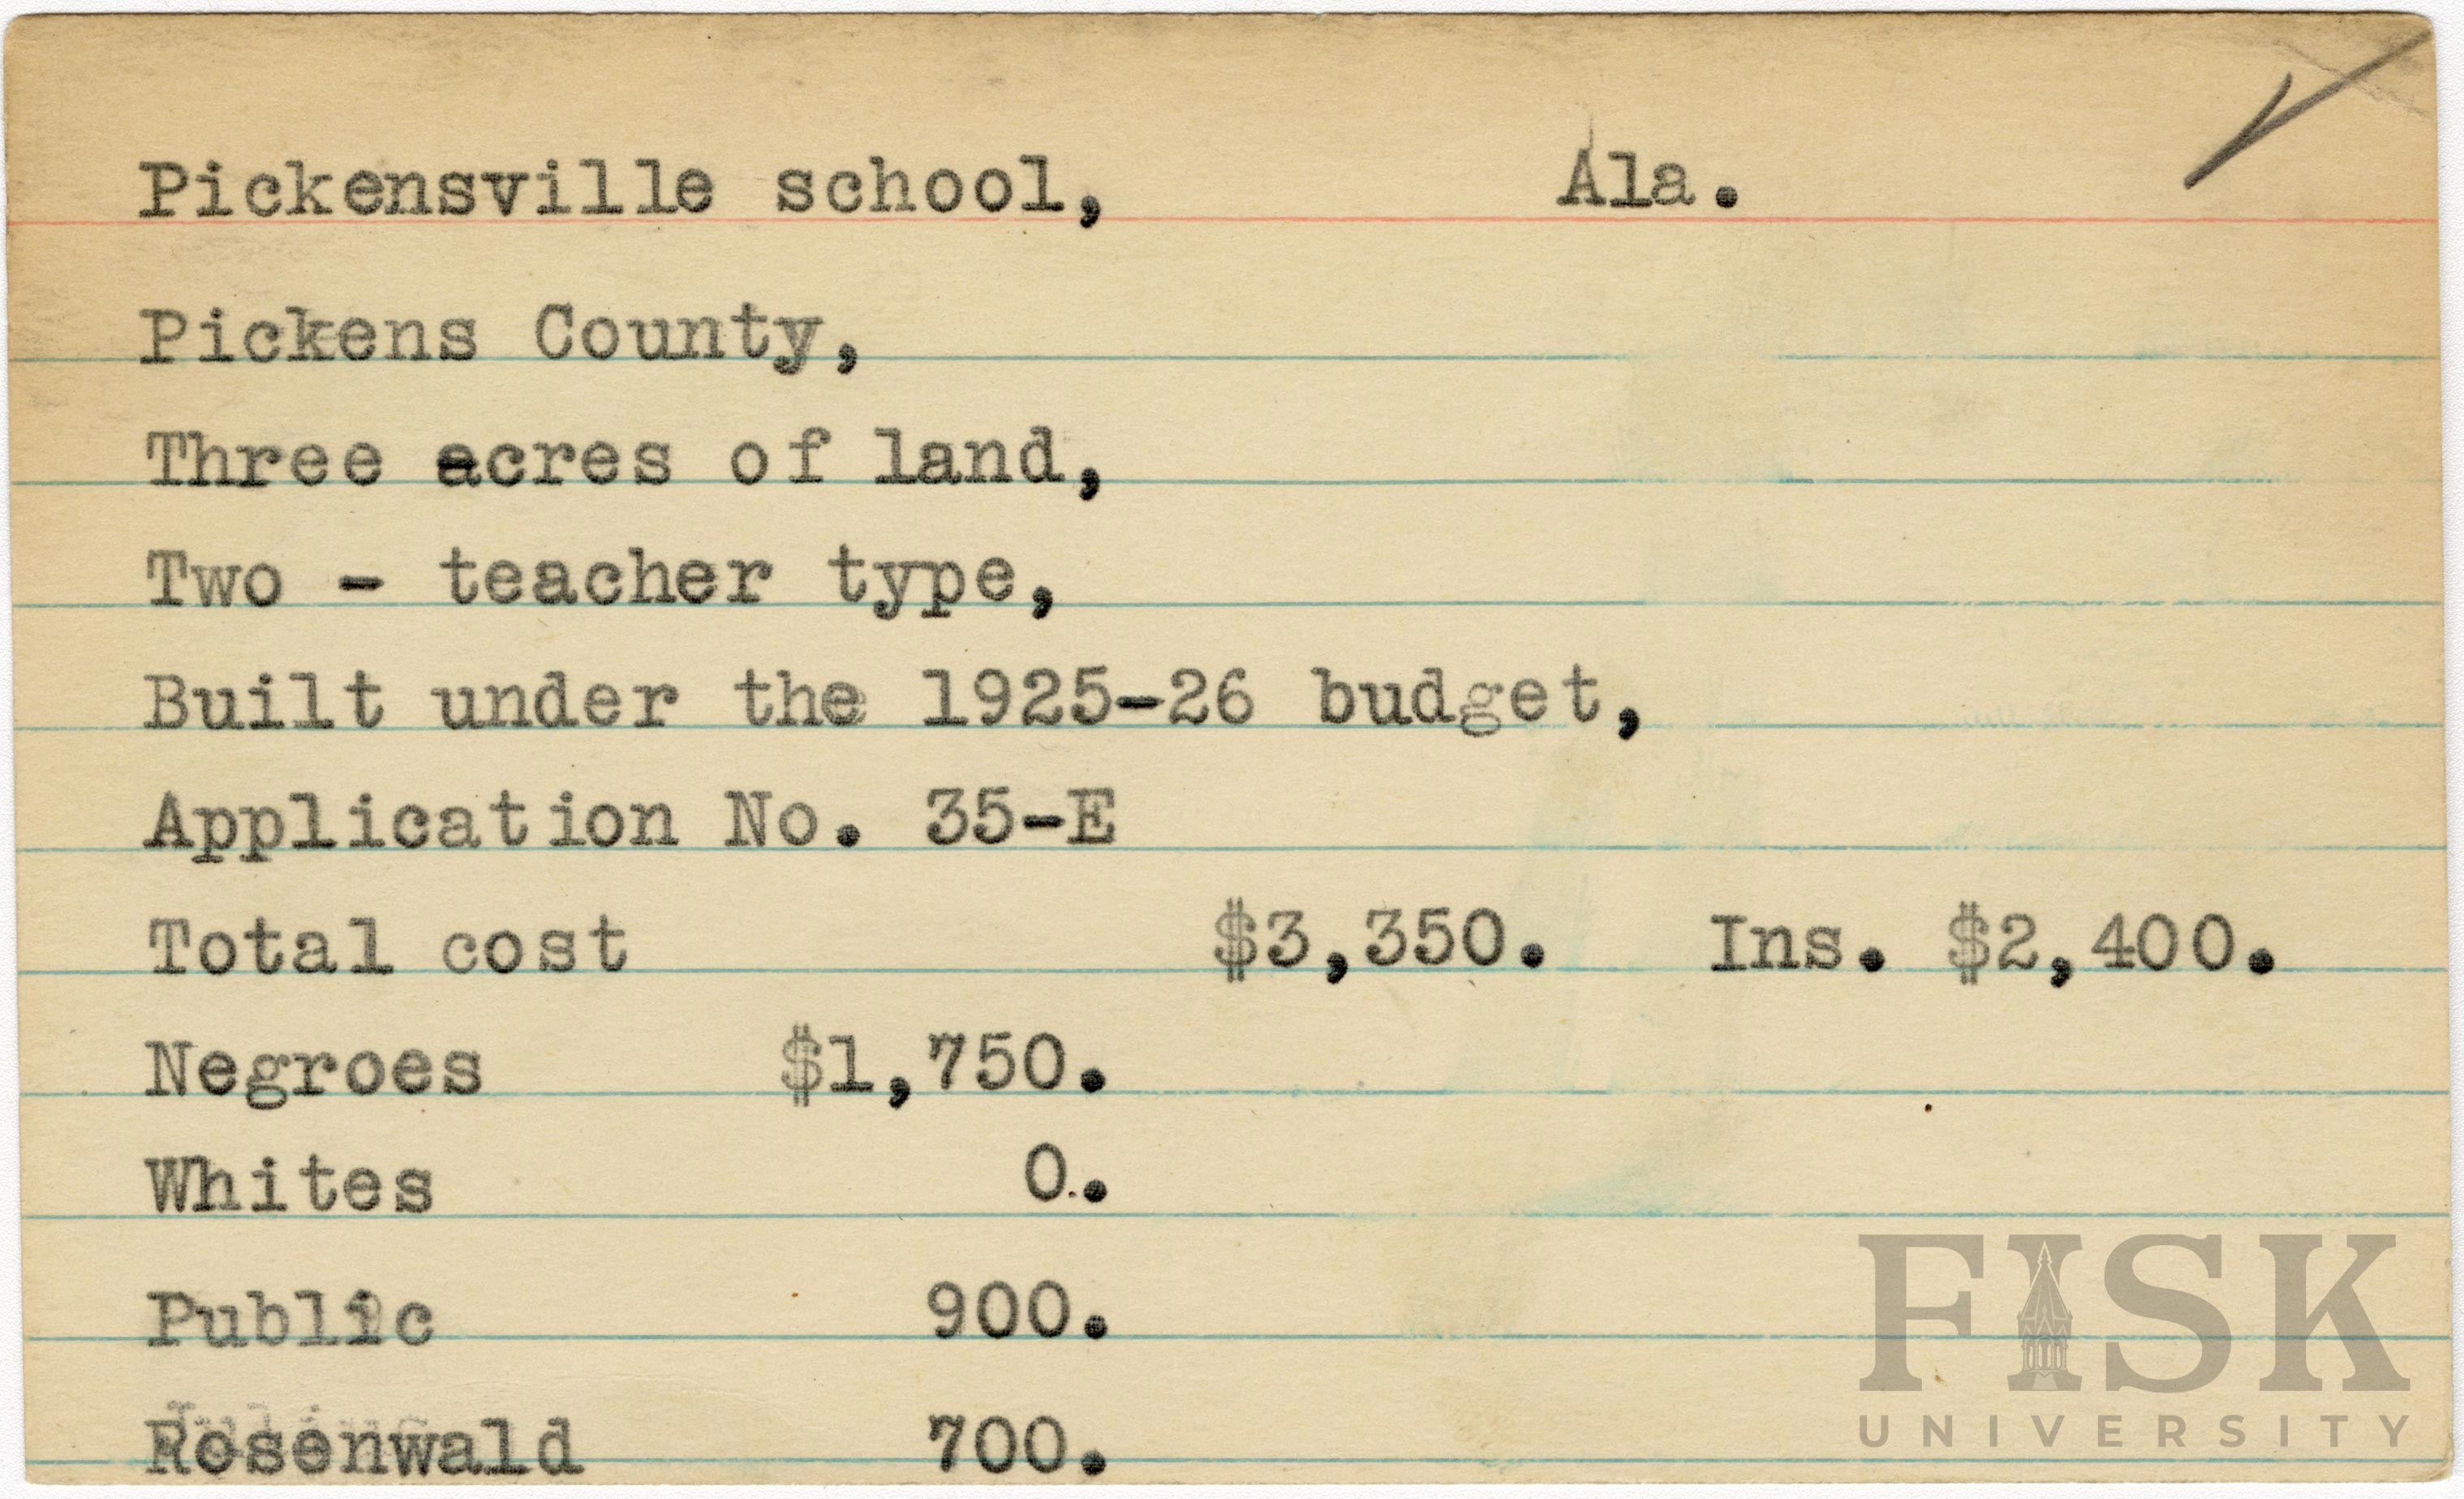 Pickensville school, Ala.
Pickens County,
Three acres of land,
Two - teacher type,
Built under the 1925-26 budget,
Application No. 35-E
Total cost $3,350. Ins. $2,400.
Negroes $1,750.
Whites 0.
Public 900.
Rosenwald 700.
FISK
UNIVERSITY